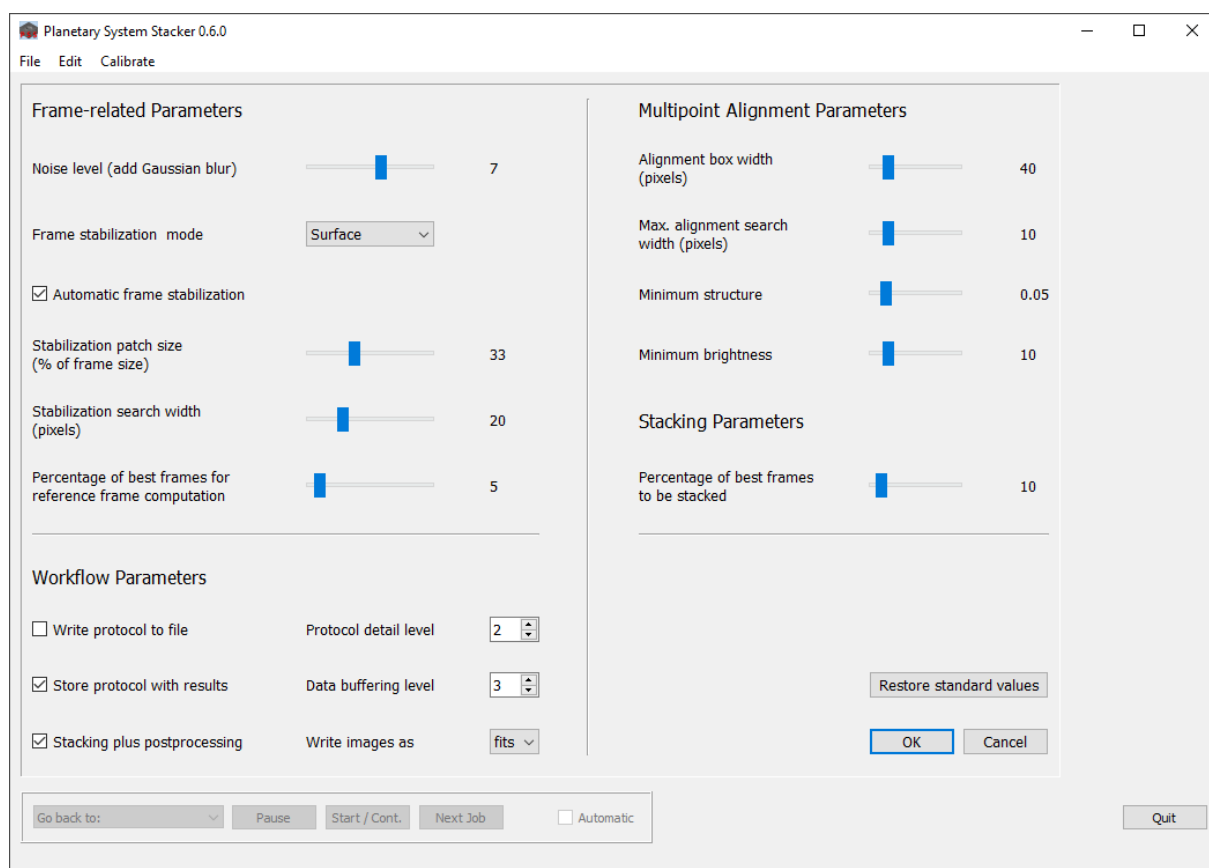 Planetary System Stacker 0.6.0
File Edit Calibrate
Frame-related Parameters
Noise level (add Gaussian blur) 7
Frame stabilization mode Surface
Automatic frame stabilization
Stabilization patch size
(% of frame size) 33
Stabilization search width
(pixels) 20
Percentage of best frames for
reference frame computation 5
Workflow Parameters
Write protocol to file Protocol detail level 2
Store protocol with results Data buffering level 3
Stacking plus postprocessing Write images as fits
Multipoint Alignment Parameters
Alignment box width
(pixels) 40
Max. alignment search
width (pixels) 10
Minimum structure 0.05
Minimum brightness 10
Stacking Parameters
Percentage of best frames
to be stacked 10
Restore standard values
OK Cancel
Go back to: Pause Start / Cont. Next Job Automatic Quit